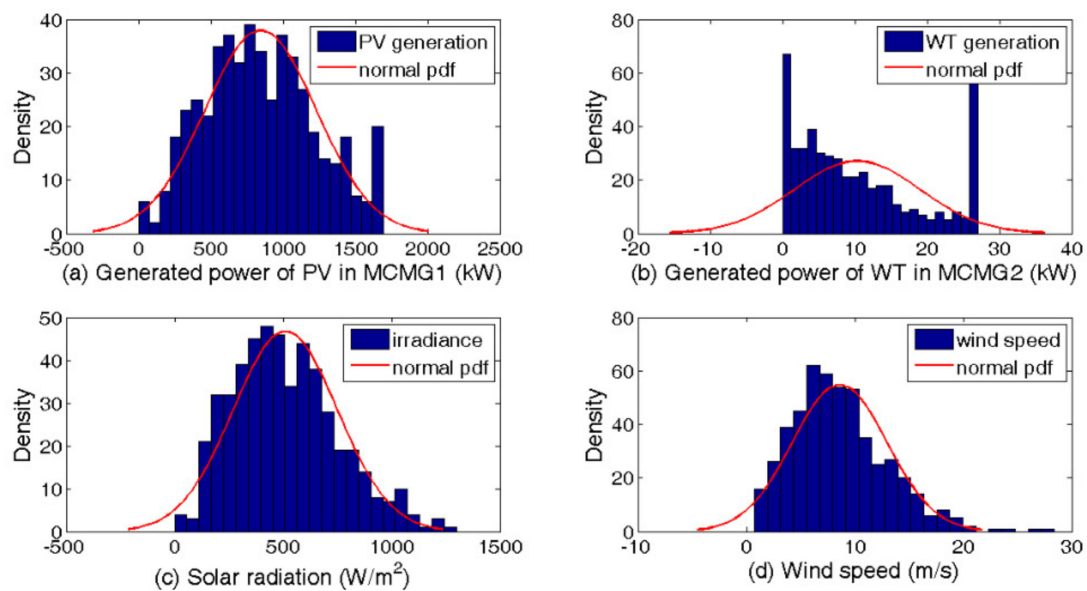 40
30
20
10
0
Density
PV generation
normal pdf
-500 0 500 1000 1500 2000 2500
(a) Generated power of PV in MCMG1 (kW)
80
60
40
20
0
Density
WT generation
normal pdf
-20 -10 0 10 20 30 40
(b) Generated power of WT in MCMG2 (kW)
50
40
30
20
10
0
Density
irradiance
normal pdf
-500 0 500 1000 1500
(c) Solar radiation (W/m²)
80
60
40
20
0
Density
wind speed
normal pdf
-10 0 10 20 30
(d) Wind speed (m/s)